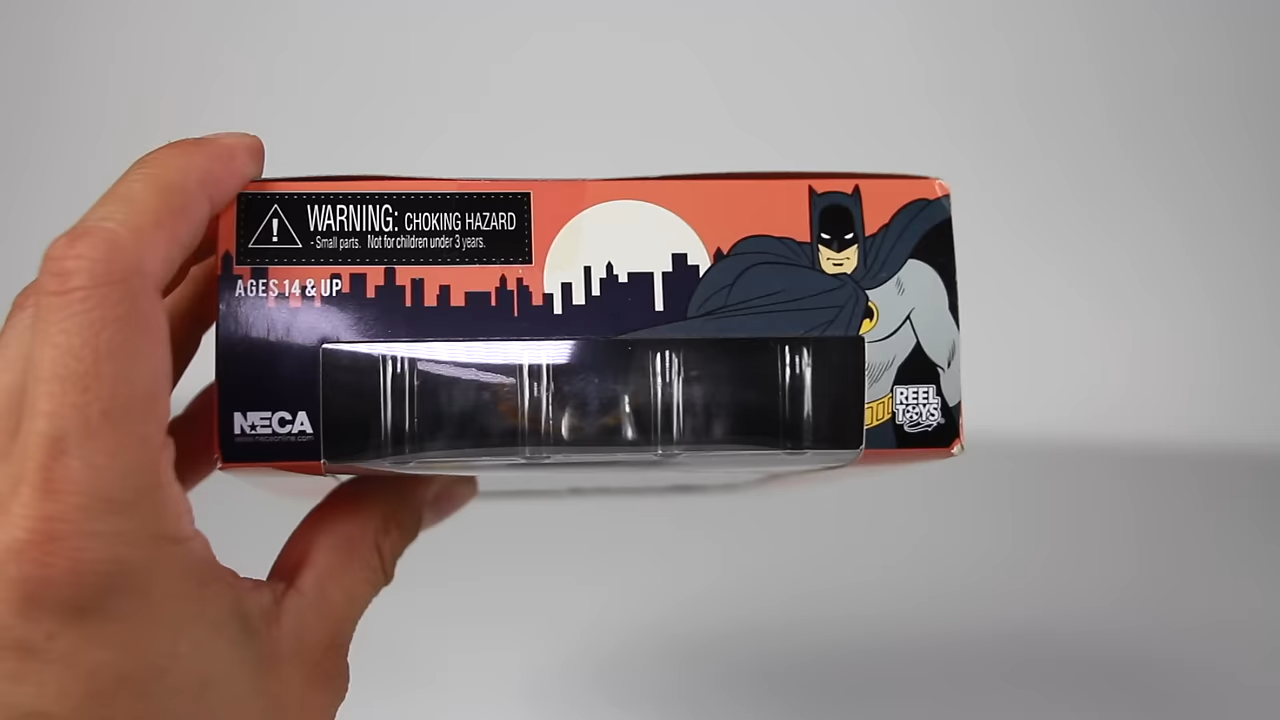 WARNING: CHOKING HAZARD
- Small parts. Not for children under 3 years.
AGES 14 & UP
NECA
www.necaonline.com
REEL
TOYS